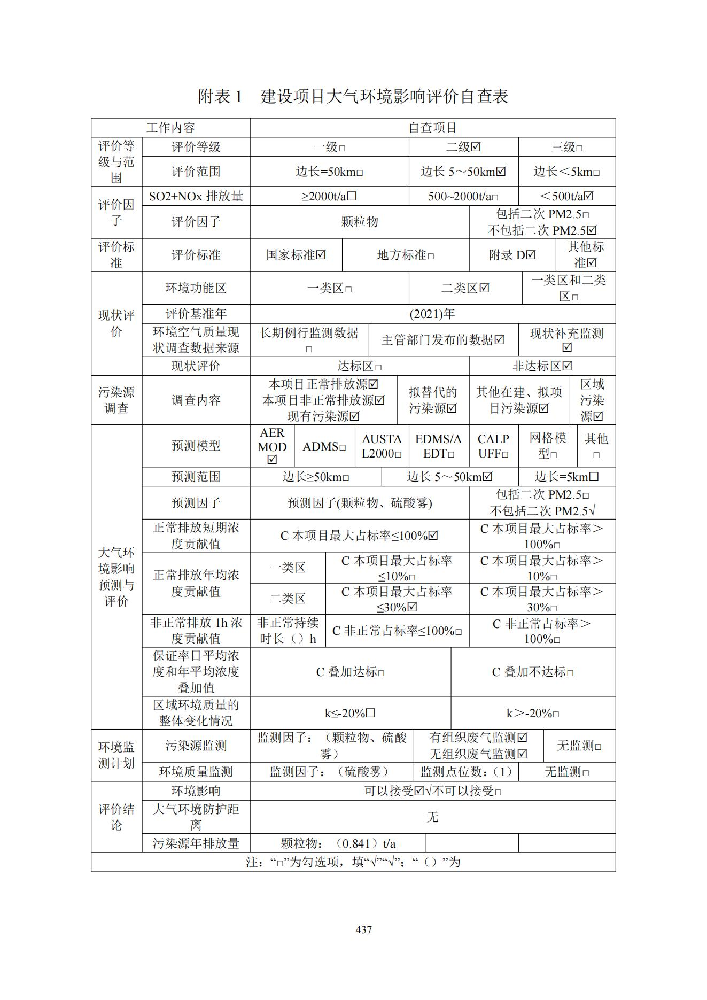 附表 1 建设项目大气环境影响评价自查表
工作内容 自查项目
评价等级与范围 评价等级 一级□ 二级☑ 三级□
评价范围 边长=50km□ 边长 5～50km☑ 边长＜5km□
评价因子 SO2+NOx 排放量 ≥2000t/a☐ 500~2000t/a□ ＜500t/a☑
评价因子 颗粒物 包括二次 PM2.5□
不包括二次 PM2.5☑
评价标准 评价标准 国家标准☑ 地方标准□ 附录 D☑ 其他标准☑
现状评价 环境功能区 一类区□ 二类区☑ 一类区和二类区□
评价基准年 (2021)年
环境空气质量现状调查数据来源 长期例行监测数据□ 主管部门发布的数据☑ 现状补充监测☑
现状评价 达标区□ 非达标区☑
污染源调查 调查内容 本项目正常排放源☑
本项目非正常排放源☑
现有污染源☑
拟替代的污染源☑ 其他在建、拟项目污染源☑ 区域污染源☑
大气环境影响预测与评价 预测模型 AERMOD☑ ADMS□ AUSTAL2000□ EDMS/AEDT□ CALPUFF□ 网格模型□ 其他□
预测范围 边长≥50km□ 边长 5～50km☑ 边长=5km☐
预测因子 预测因子(颗粒物、硫酸雾) 包括二次 PM2.5□
不包括二次 PM2.5√
正常排放短期浓度贡献值 C 本项目最大占标率≤100%☑ C 本项目最大占标率＞100%□
正常排放年均浓度贡献值 一类区 C 本项目最大占标率≤10%□ C 本项目最大占标率＞10%□
二类区 C 本项目最大占标率≤30%☑ C 本项目最大占标率＞30%□
非正常排放 1h 浓度贡献值 非正常持续时长（）h C 非正常占标率≤100%□ C 非正常占标率＞100%□
保证率日平均浓度和年平均浓度叠加值 C 叠加达标□ C 叠加不达标□
区域环境质量的整体变化情况 k≤-20%☐ k＞-20%□
环境监测计划 污染源监测 监测因子：（颗粒物、硫酸雾） 有组织废气监测☑
无组织废气监测☑ 无监测□
环境质量监测 监测因子：（硫酸雾） 监测点位数：（1） 无监测□
评价结论 环境影响 可以接受☑√不可以接受□
大气环境防护距离 无
污染源年排放量 颗粒物：（0.841）t/a
注：“□”为勾选项，填“√”“√”；“（）”为
437